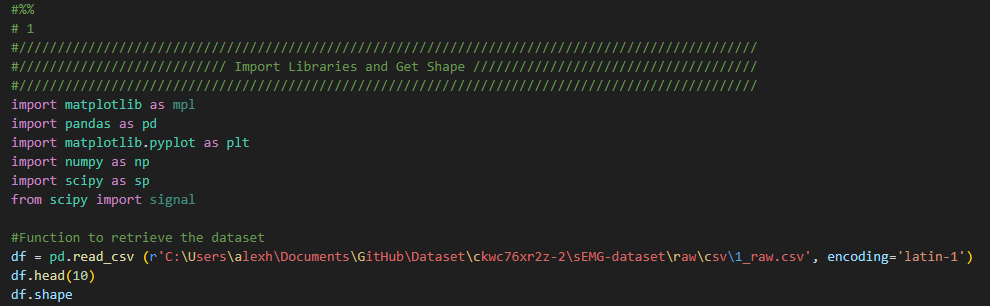 #%%
# 1
#////////////////////////////////////////////////////////////////////////////////////////////////
#/////////////////////////// Import Libraries and Get Shape /////////////////////////////////////
#////////////////////////////////////////////////////////////////////////////////////////////////
import matplotlib as mpl
import pandas as pd
import matplotlib.pyplot as plt
import numpy as np
import scipy as sp
from scipy import signal
#Function to retrieve the dataset
df = pd.read_csv (r'C:\Users\alexh\Documents\GitHub\Dataset\ckwc76xr2z-2\sEMG-dataset\raw\csv\1_raw.csv', encoding='latin-1')
df.head(10)
df.shape